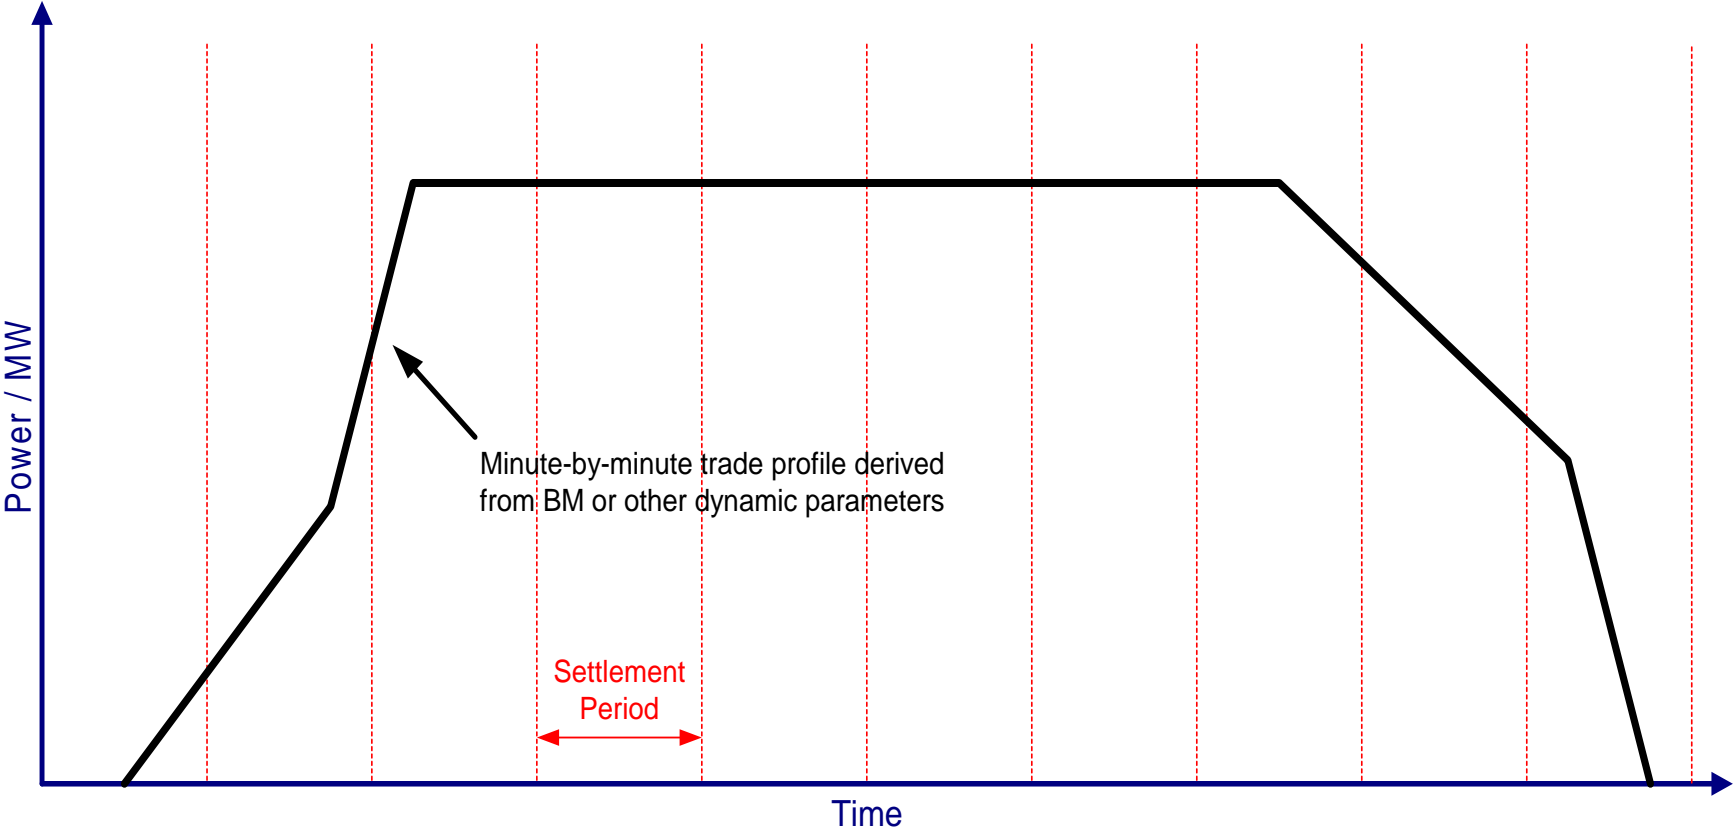 Power / MW
Minute-by-minute trade profile derived
from BM or other dynamic parameters
Settlement
Period
Time